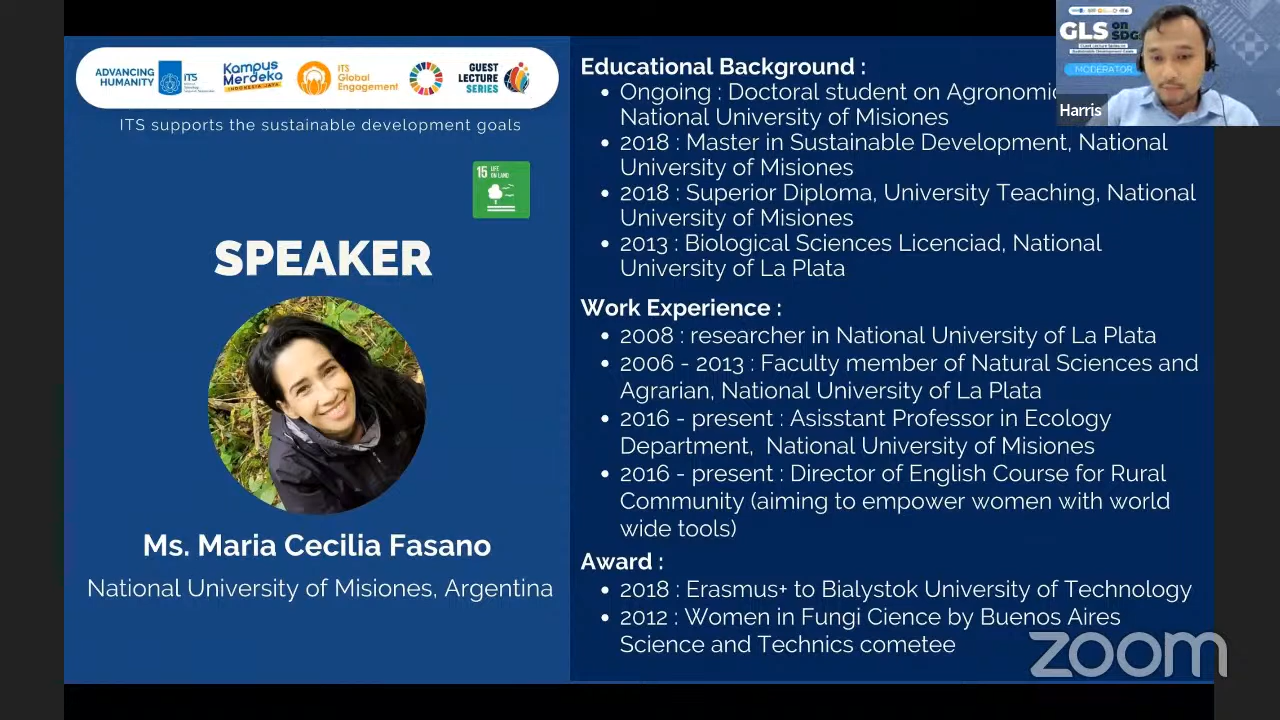 ADVANCING
HUMANITY
ITS
Kampus
Merdeka
INDONESIA JAYA
ITS
Global
Engagement
GUEST
LECTURE
SERIES
ITS supports the sustainable development goals
15 LIFE
ON LAND
SPEAKER
Ms. Maria Cecilia Fasano
National University of Misiones, Argentina
Educational Background :
• Ongoing : Doctoral student on
National University of Misiones
• 2018 : Master in Sustainable Development, National
University of Misiones
• 2018 : Superior Diploma, University Teaching, National
University of Misiones
• 2013 : Biological Sciences Licenciad, National
University of La Plata
Work Experience :
• 2008 : researcher in National University of La Plata
• 2006 - 2013 : Faculty member of Natural Sciences and
Agrarian, National University of La Plata
• 2016 - present : Asisstant Professor in Ecology
Department, National University of Misiones
• 2016 - present : Director of English Course for Rural
Community (aiming to empower women with world
wide tools)
Award :
• 2018 : Erasmus+ to Bialystok University of Technology
• 2012 : Women in Fungi Cience by Buenos Aires
Science and Technics cometee
GLS on
SDG
MODERATOR
Harris
zoom